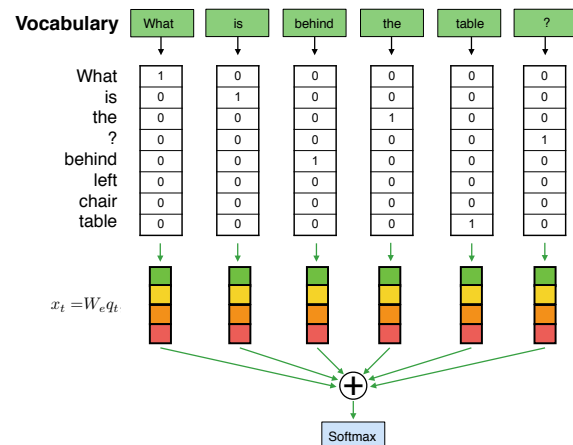 Vocabulary What is behind the table ?
What 1 0 0 0 0 0
is 0 1 0 0 0 0
the 0 0 0 1 0 0
? 0 0 0 0 0 1
behind 0 0 1 0 0 0
left 0 0 0 0 0 0
chair 0 0 0 0 0 0
table 0 0 0 0 1 0
x_t = W_e q_t
+
Softmax